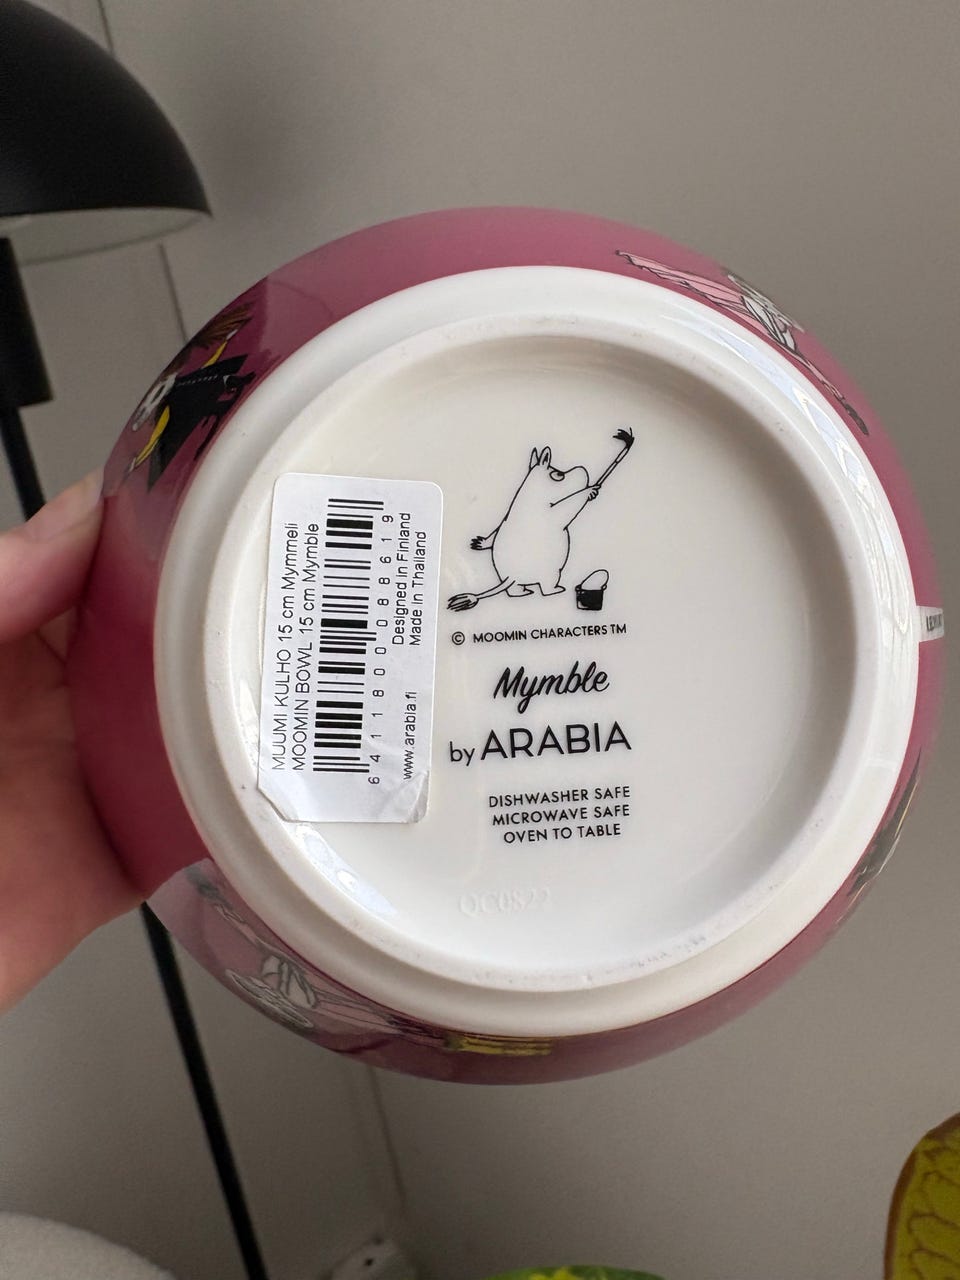 MUUMI KULHO 15 cm Mymmeli
MOOMIN BOWL 15 cm Mymble
6 411800 088619
Designed in Finland
Made in Thailand
www.arabia.fi
© MOOMIN CHARACTERS TM
Mymble
by ARABIA
DISHWASHER SAFE
MICROWAVE SAFE
OVEN TO TABLE
QC0822